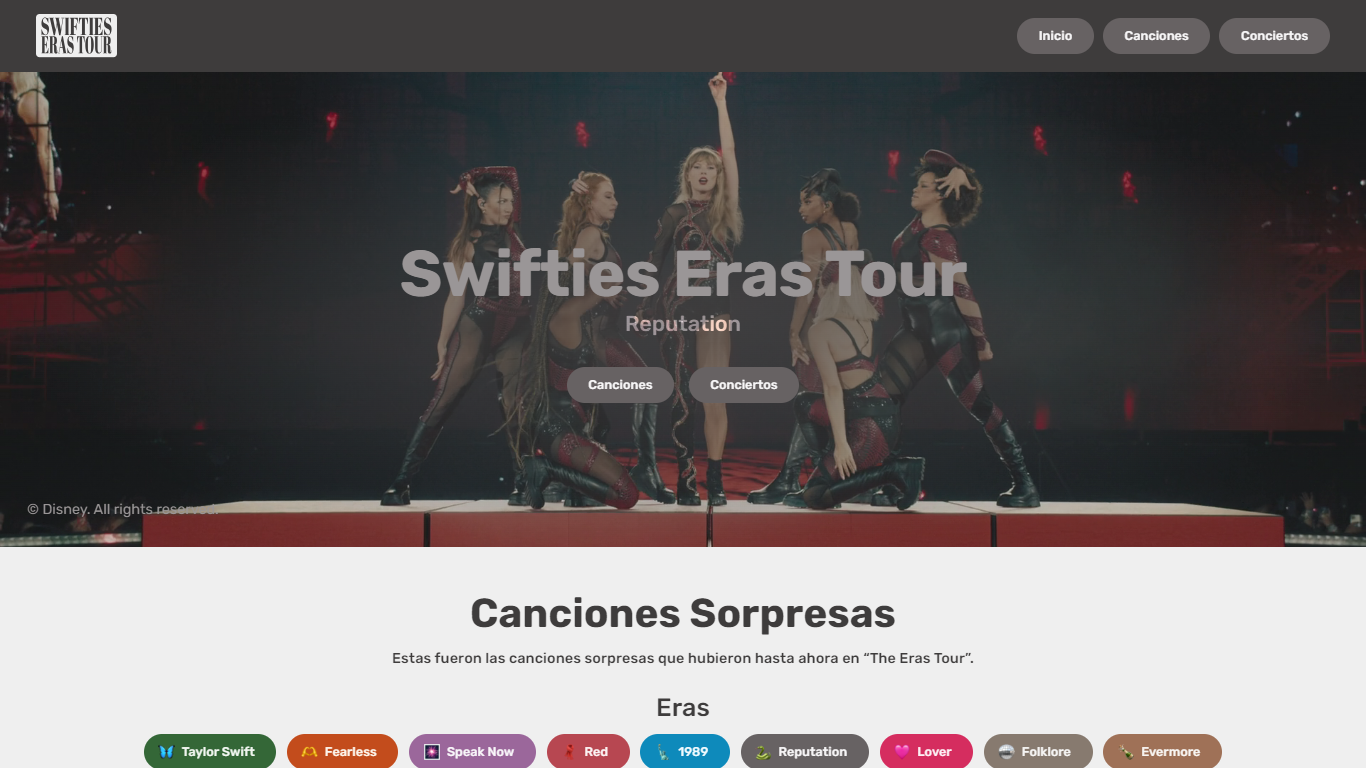 SWIFTIES
ERAS TOUR
Inicio Canciones Conciertos
Swifties Eras Tour
Reputation
Canciones Conciertos
© Disney. All rights reserved.
Canciones Sorpresas
Estas fueron las canciones sorpresas que hubieron hasta ahora en “The Eras Tour”.
Eras
Taylor Swift Fearless Speak Now Red 1989 Reputation Lover Folklore Evermore